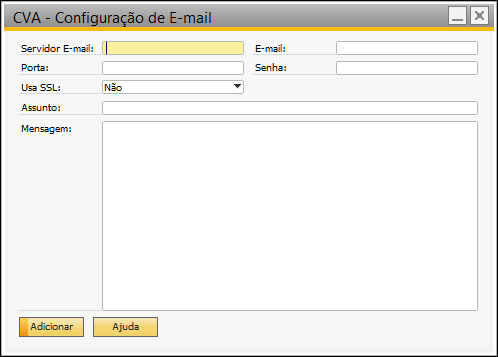 CVA - Configuração de E-mail
Servidor E-mail: E-mail:
Porta: Senha:
Usa SSL: Não
Assunto:
Mensagem:
Adicionar Ajuda